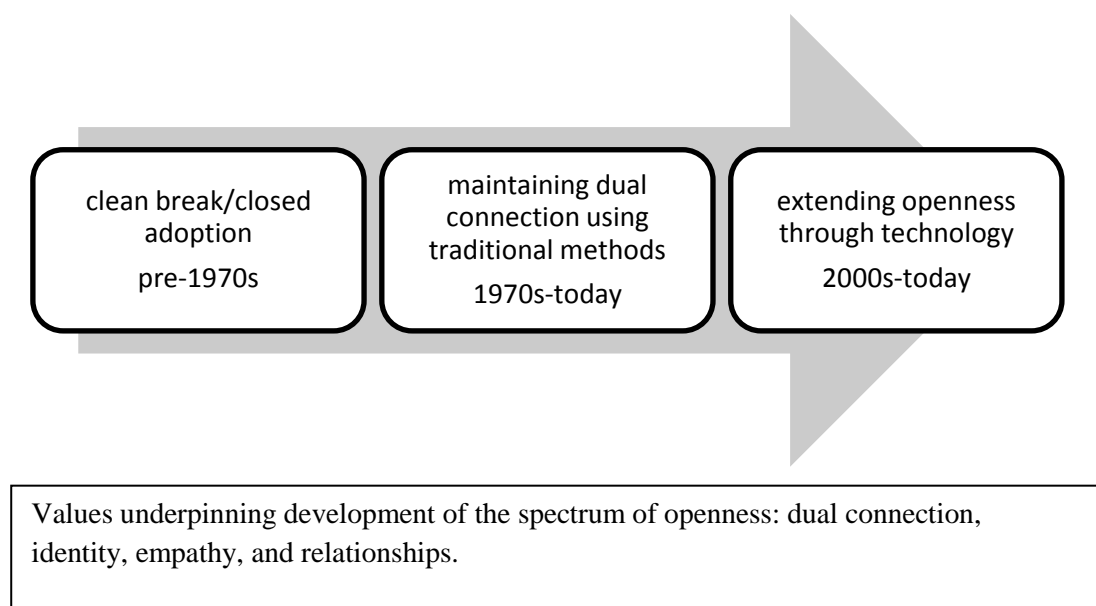 clean break/closed
adoption
pre-1970s
maintaining dual
connection using
traditional methods
1970s-today
extending openness
through technology
2000s-today
Values underpinning development of the spectrum of openness: dual connection,
identity, empathy, and relationships.